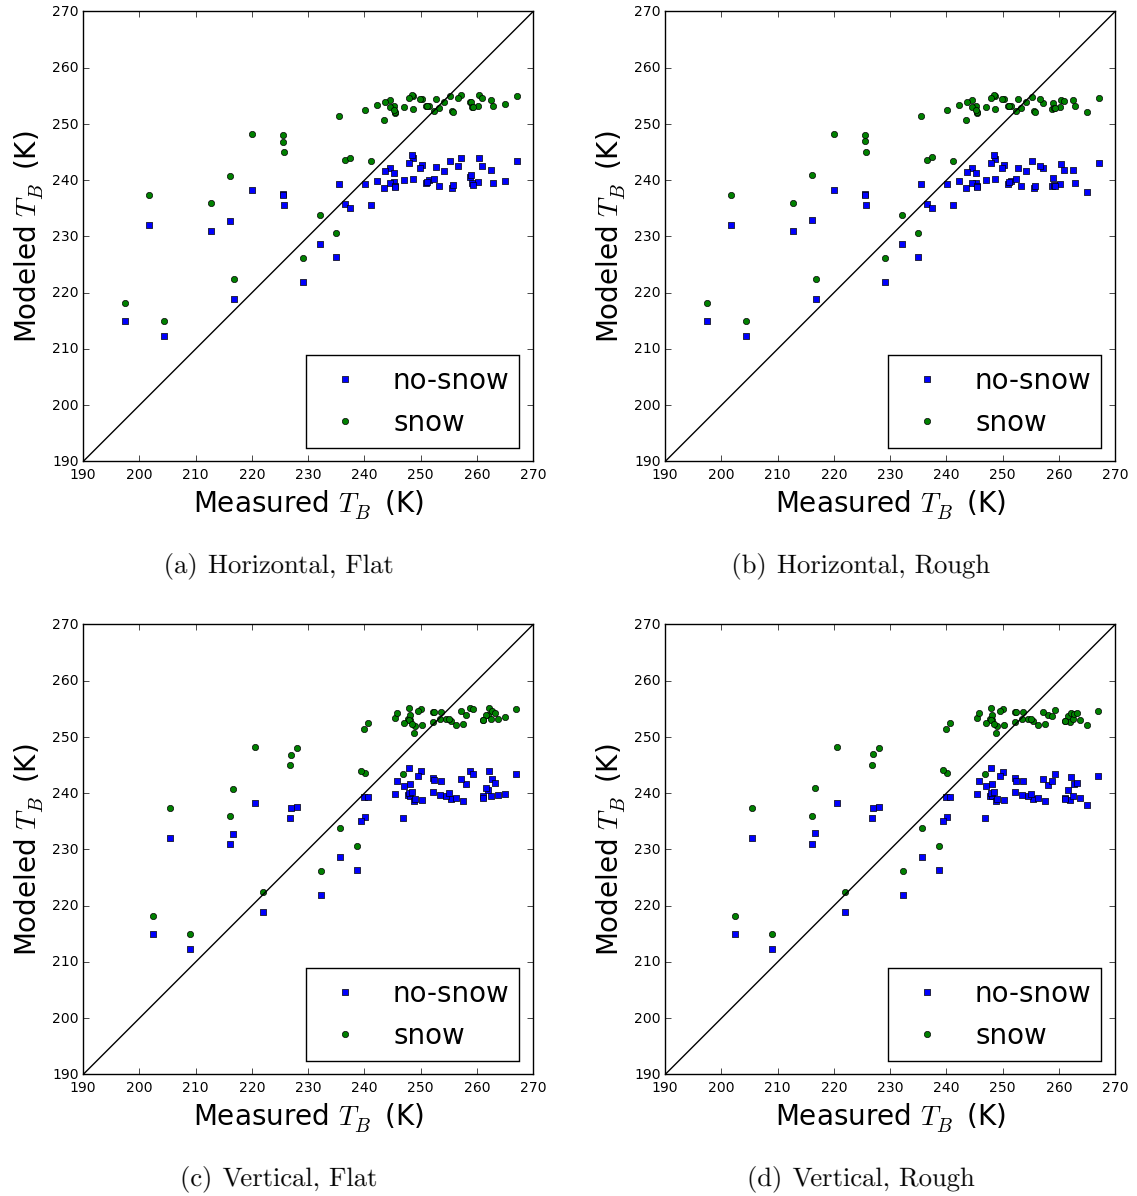 270
260
250
240
230
220
210
200
190
Modeled T_B (K)
no-snow
snow
190 200 210 220 230 240 250 260 270
Measured T_B (K)
(a) Horizontal, Flat
270
260
250
240
230
220
210
200
190
Modeled T_B (K)
no-snow
snow
190 200 210 220 230 240 250 260 270
Measured T_B (K)
(b) Horizontal, Rough
270
260
250
240
230
220
210
200
190
Modeled T_B (K)
no-snow
snow
190 200 210 220 230 240 250 260 270
Measured T_B (K)
(c) Vertical, Flat
270
260
250
240
230
220
210
200
190
Modeled T_B (K)
no-snow
snow
190 200 210 220 230 240 250 260 270
Measured T_B (K)
(d) Vertical, Rough